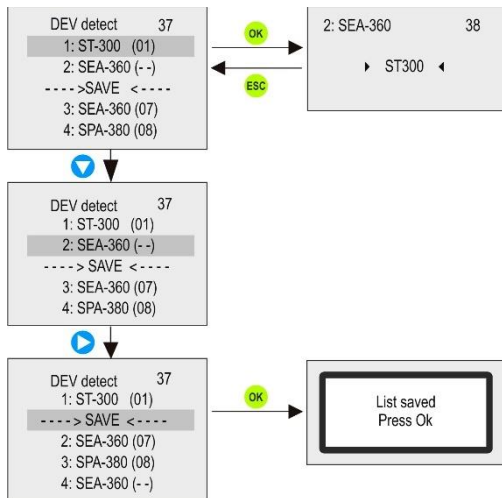 DEV detect 37
1: ST-300 (01)
2: SEA-360 (- -)
- - - ->SAVE <- - - -
3: SEA-360 (07)
4: SPA-380 (08)
OK
ESC
2: SEA-360 38
ST300
DEV detect 37
1: ST-300 (01)
2: SEA-360 (- -)
- - - -> SAVE <- - - -
3: SEA-360 (07)
4: SPA-380 (08)
DEV detect 37
1: ST-300 (01)
- - - -> SAVE <- - - -
2: SEA-360 (07)
3: SPA-380 (08)
4: SEA-360 (- -)
OK
List saved
Press Ok